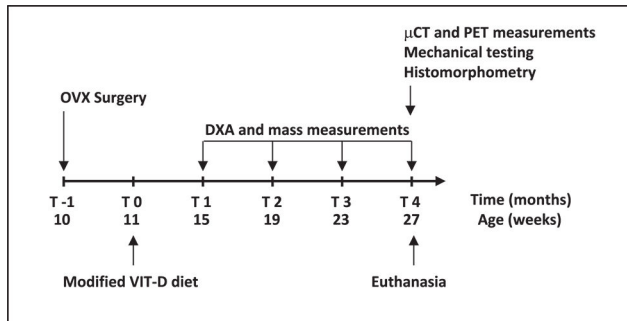 μCT and PET measurements
Mechanical testing
Histomorphometry
OVX Surgery
DXA and mass measurements
T -1 T 0 T 1 T 2 T 3 T 4 Time (months)
10 11 15 19 23 27 Age (weeks)
Modified VIT-D diet Euthanasia